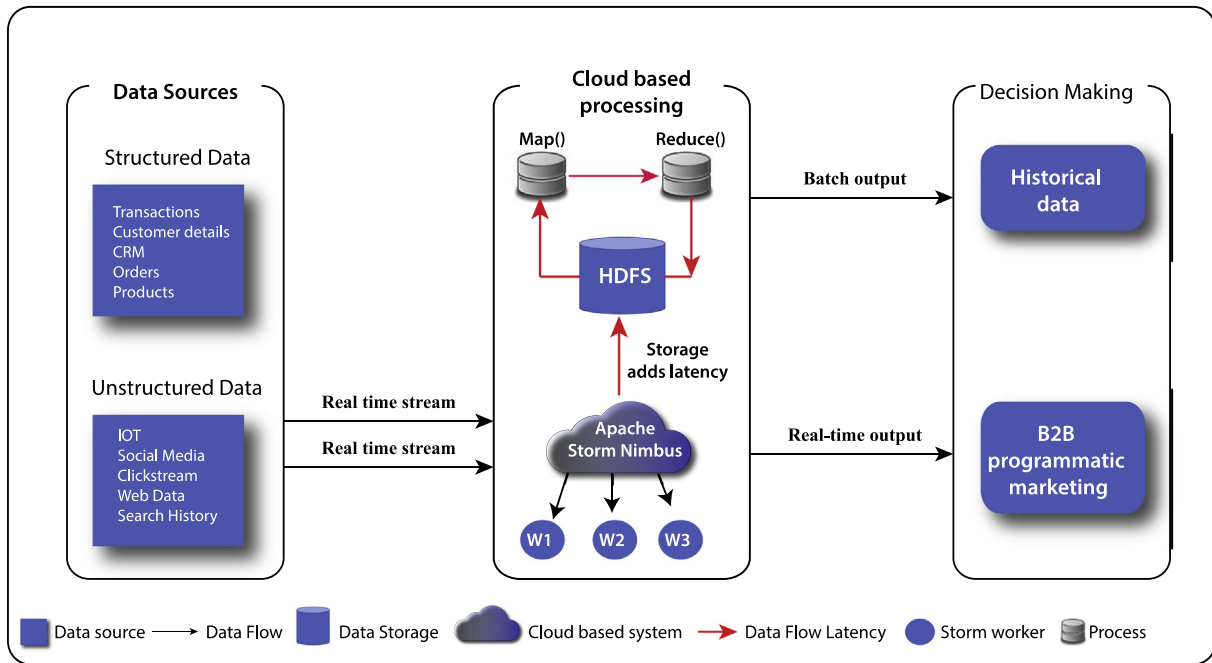 Data Sources
Structured Data
Transactions
Customer details
CRM
Orders
Products
Unstructured Data
IOT
Social Media
Clickstream
Web Data
Search History
Real time stream
Real time stream
Cloud based
processing
Map()
Reduce()
HDFS
Storage
adds latency
Apache
Storm Nimbus
W1
W2
W3
Batch output
Real-time output
Decision Making
Historical
data
B2B
programmatic
marketing
Data source
Data Flow
Data Storage
Cloud based system
Data Flow Latency
Storm worker
Process